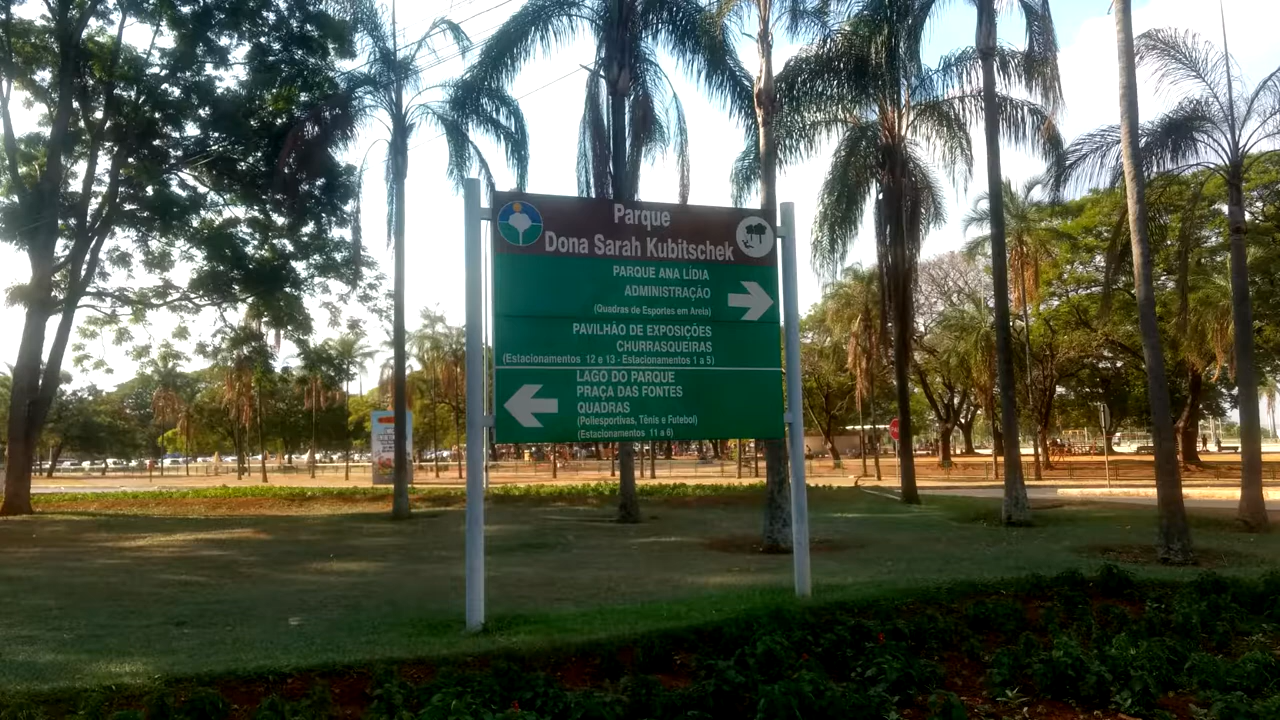 Parque
Dona Sarah Kubitschek
PARQUE ANA LÍDIA
ADMINISTRAÇÃO
(Quadras de Esportes em Areia)
PAVILHÃO DE EXPOSIÇÕES
CHURRASQUEIRAS
(Estacionamentos 12 e 13 - Estacionamentos 1 a 5)
LAGO DO PARQUE
PRAÇA DAS FONTES
QUADRAS
(Poliesportivas, Tênis e Futebol)
(Estacionamentos 11 a 6)